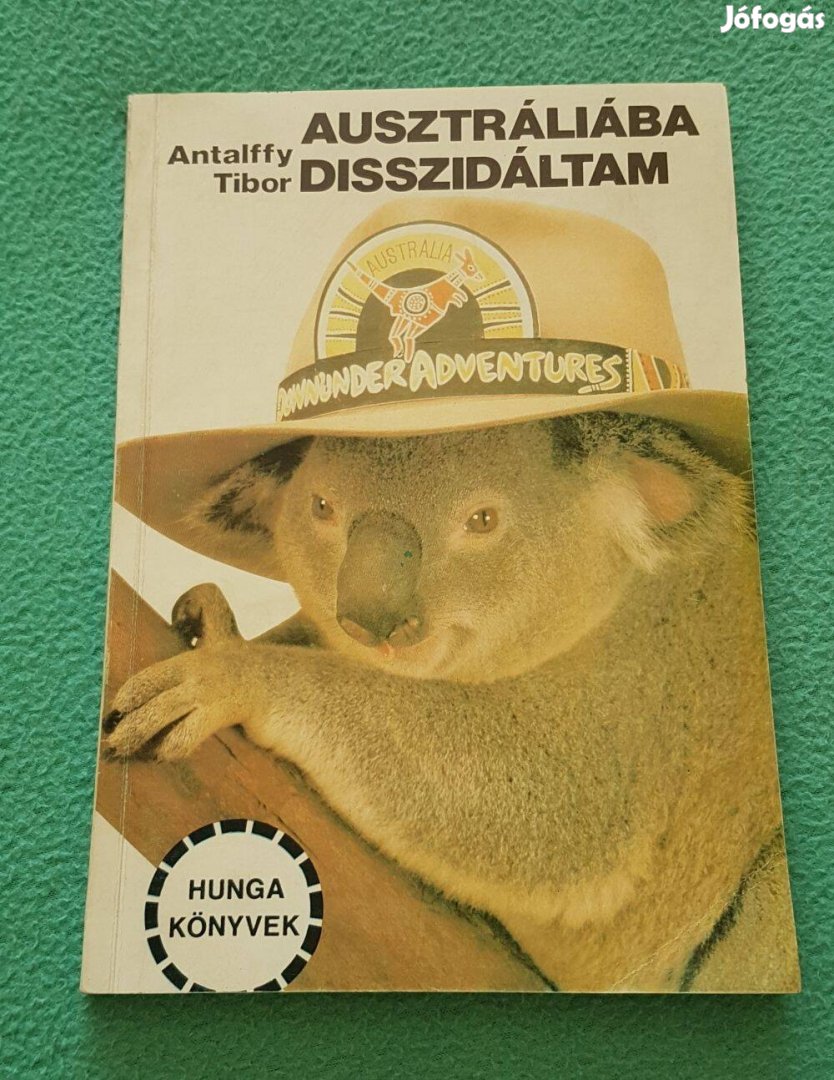 Jófogás
AUSZTRÁLIÁBA
Antalffy
DISSZIDÁLTAM
Tibor
AUSTRALIA
DOWNUNDER ADVENTURES
HUNGA
KÖNYVEK